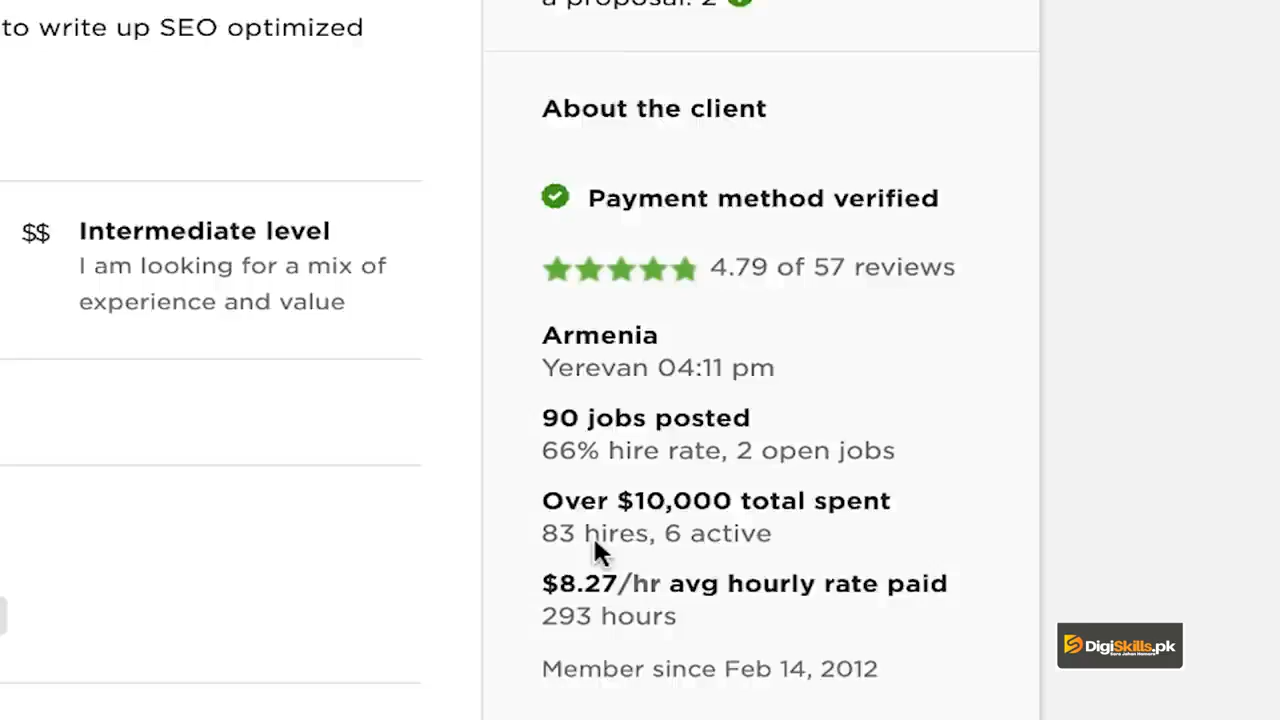 to write up SEO optimized
$$ Intermediate level
I am looking for a mix of
experience and value
a proposal: 2
About the client
Payment method verified
4.79 of 57 reviews
Armenia
Yerevan 04:11 pm
90 jobs posted
66% hire rate, 2 open jobs
Over $10,000 total spent
83 hires, 6 active
$8.27/hr avg hourly rate paid
293 hours
Member since Feb 14, 2012
DigiSkills.pk